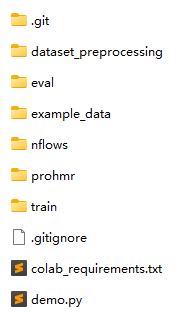 .git
dataset_preprocessing
eval
example_data
nflows
prohmr
train
.gitignore
colab_requirements.txt
demo.py